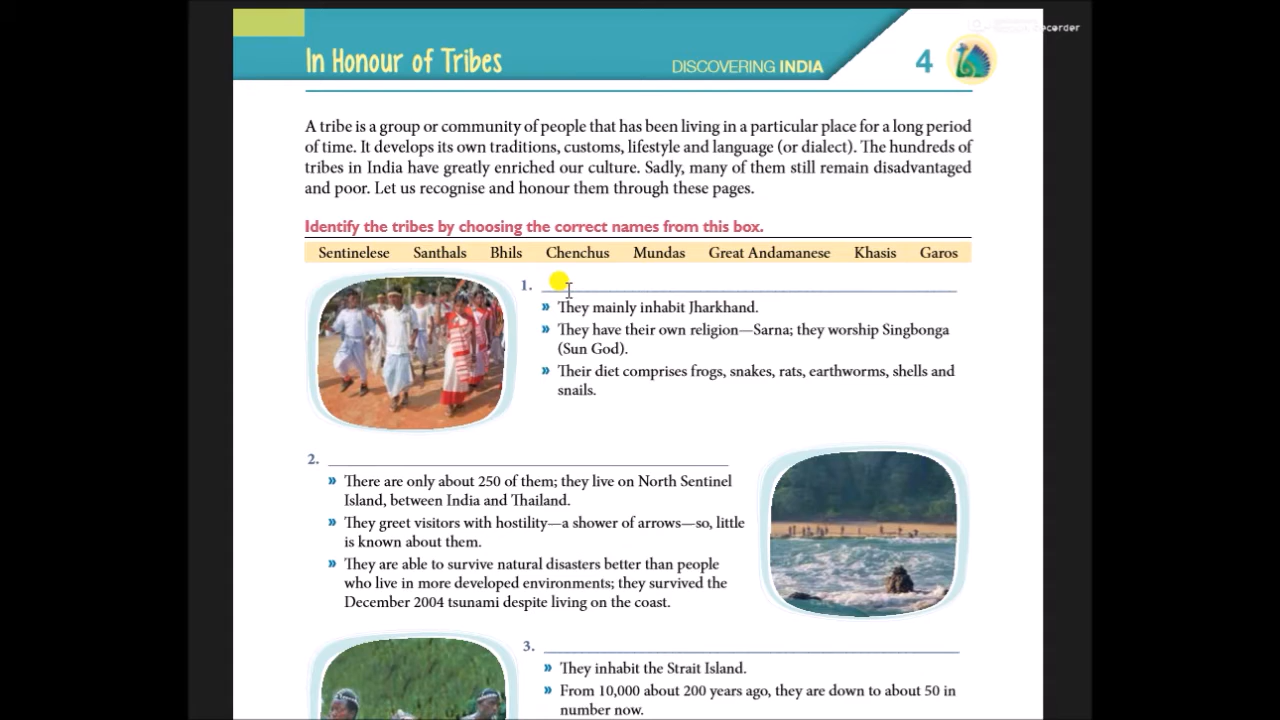 In Honour of Tribes
DISCOVERING INDIA
4
A tribe is a group or community of people that has been living in a particular place for a long period
of time. It develops its own traditions, customs, lifestyle and language (or dialect). The hundreds of
tribes in India have greatly enriched our culture. Sadly, many of them still remain disadvantaged
and poor. Let us recognise and honour them through these pages.
Identify the tribes by choosing the correct names from this box.
Sentinelese Santhals Bhils Chenchus Mundas Great Andamanese Khasis Garos
1.
» They mainly inhabit Jharkhand.
» They have their own religion—Sarna; they worship Singbonga
(Sun God).
» Their diet comprises frogs, snakes, rats, earthworms, shells and
snails.
2.
» There are only about 250 of them; they live on North Sentinel
Island, between India and Thailand.
» They greet visitors with hostility—a shower of arrows—so, little
is known about them.
» They are able to survive natural disasters better than people
who live in more developed environments; they survived the
December 2004 tsunami despite living on the coast.
3.
» They inhabit the Strait Island.
» From 10,000 about 200 years ago, they are down to about 50 in
number now.